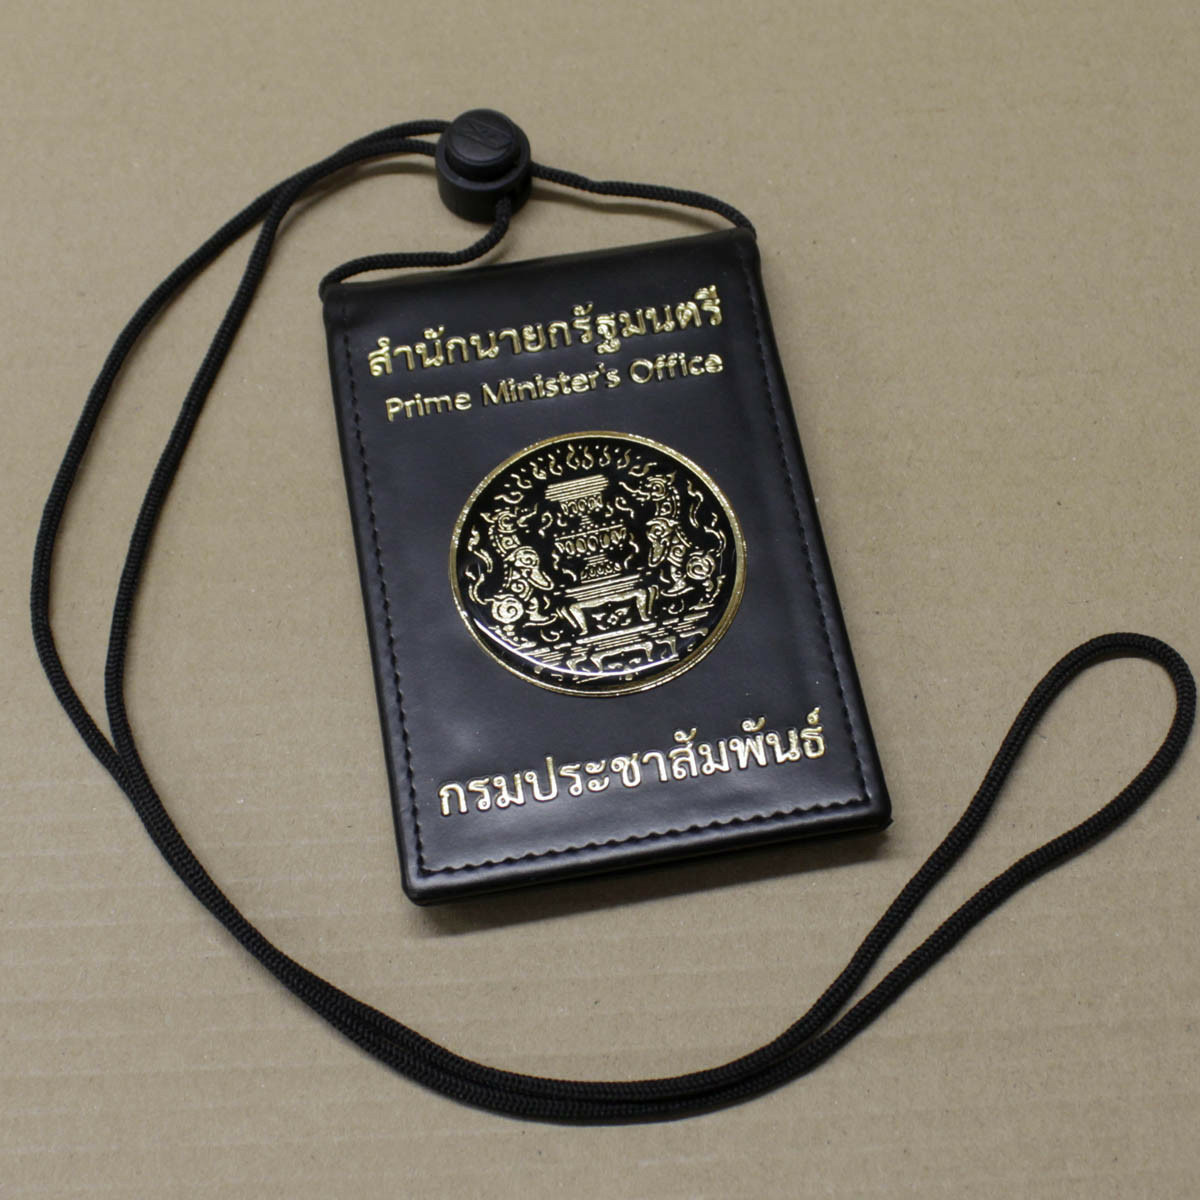 สำนักนายกรัฐมนตรี
Prime Minister's Office
กรมประชาสัมพันธ์